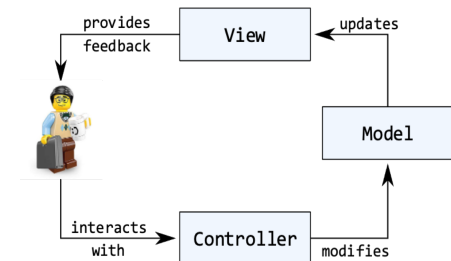 provides
feedback
View
updates
Model
interacts
with
Controller
modifies